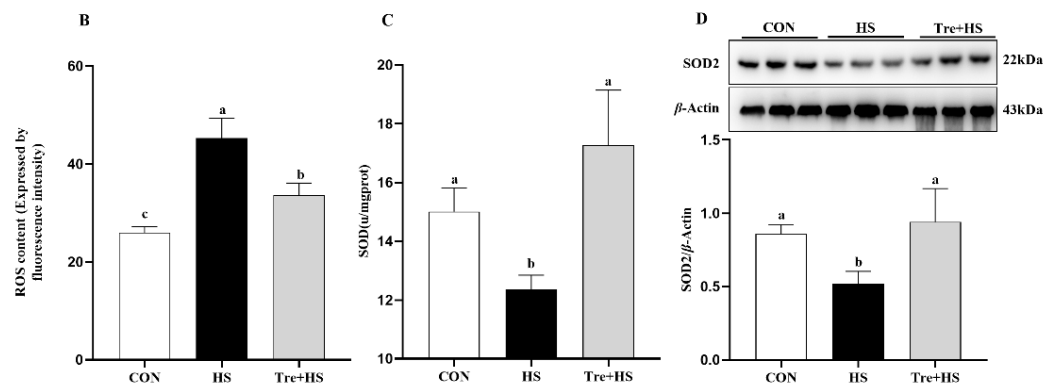 B
ROS content (Expressed by
fluorescence intensity)
60
40
20
0
c
a
b
CON
HS
Tre+HS
C
SOD(u/mgprot)
20
18
16
14
12
10
a
b
a
CON
HS
Tre+HS
D
CON
HS
Tre+HS
SOD2
22kDa
β-Actin
43kDa
SOD2/β-Actin
1.5
1.0
0.5
0.0
a
b
a
CON
HS
Tre+HS